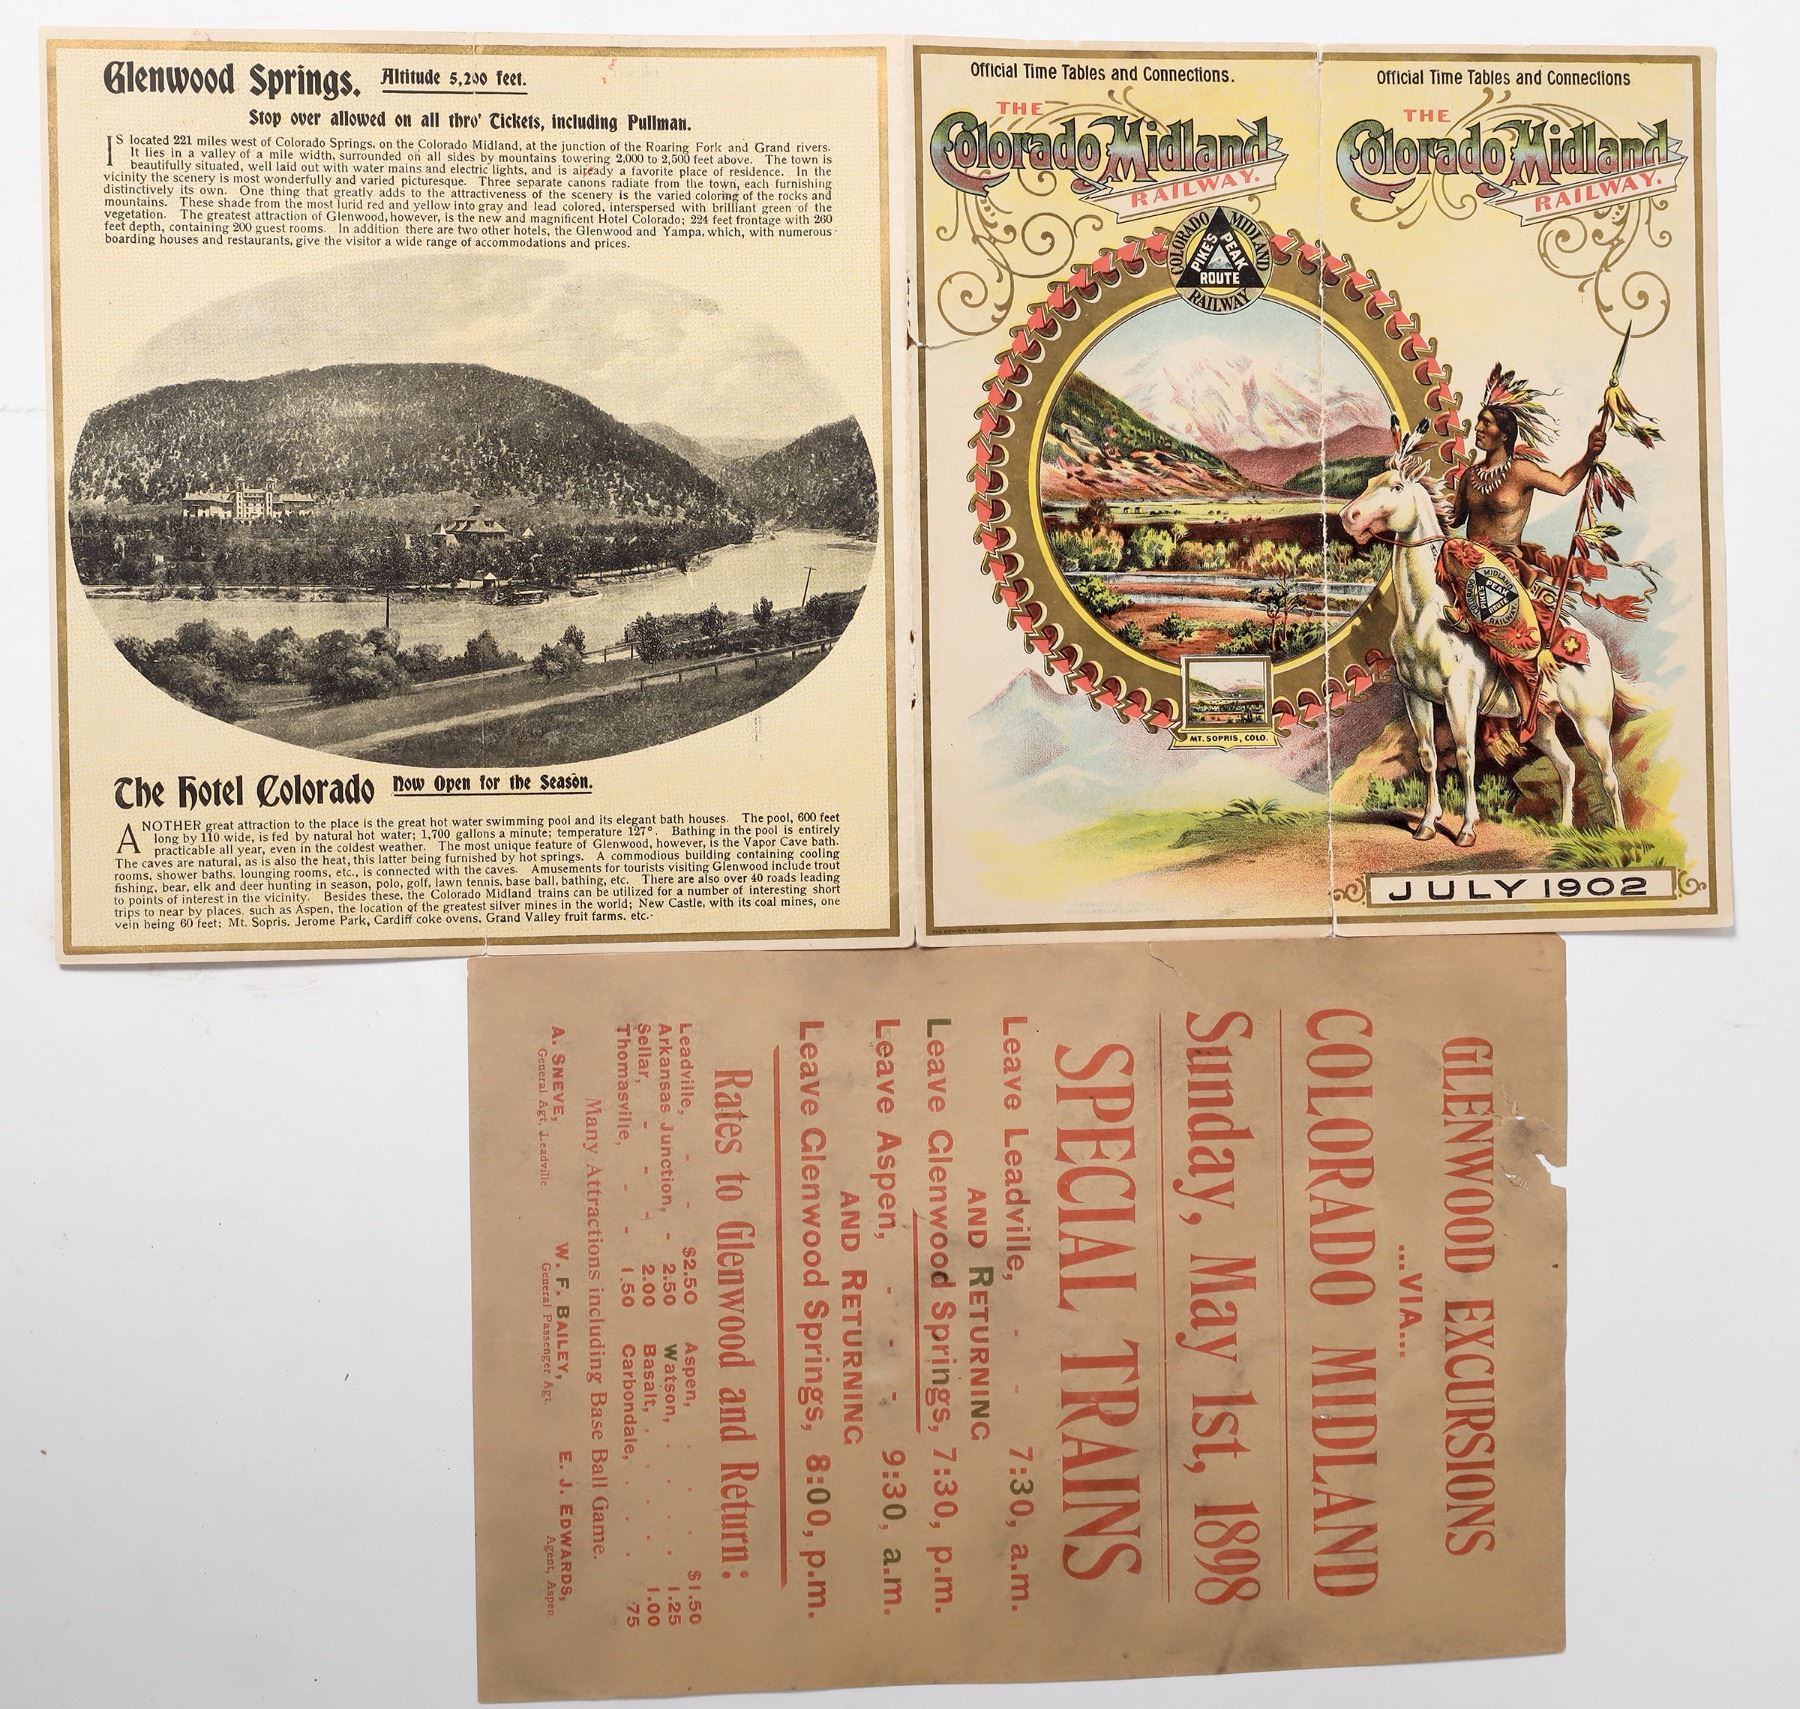 Glenwood Springs. Altitude 5,200 feet.
Stop over allowed on all thro' Tickets, including Pullman.
IS located 221 miles west of Colorado Springs, on the Colorado Midland, at the junction of the Roaring Fork and Grand rivers.
It lies in a valley of a mile width, surrounded on all sides by mountains towering 2,000 to 2,500 feet above. The town is
beautifully situated, well laid out with water mains and electric lights, and is already a favorite place of residence. In the
vicinity the scenery is most wonderfully and varied picturesque. Three separate canons radiate from the town, each furnishing
distinctively its own. One thing that greatly adds to the attractiveness of the scenery is the varied coloring of the rocks and
mountains. These shade from the most lurid red and yellow into gray and lead colored, interspersed with brilliant green of the
vegetation. The greatest attraction of Glenwood, however, is the new and magnificent Hotel Colorado; 224 feet frontage with 260
feet depth, containing 200 guest rooms. In addition there are two other hotels, the Glenwood and Yampa, which, with numerous
boarding houses and restaurants, give the visitor a wide range of accommodations and prices.
The Hotel Colorado Now Open for the Season.
ANOTHER great attraction to the place is the great hot water swimming pool and its elegant bath houses. The pool, 600 feet
long by 110 wide, is fed by natural hot water; 1,700 gallons a minute; temperature 127°. Bathing in the pool is entirely
practicable all year, even in the coldest weather. The most unique feature of Glenwood, however, is the Vapor Cave bath.
The caves are natural, as is also the heat, this latter being furnished by hot springs. A commodious building containing cooling
rooms, shower baths, lounging rooms, etc., is connected with the caves. Amusements for tourists visiting Glenwood include trout
fishing, bear, elk and deer hunting in season, polo, golf, lawn tennis, base ball, bathing, etc. There are also over 40 roads leading
to points of interest in the vicinity. Besides these, the Colorado Midland trains can be utilized for a number of interesting short
trips to near by places, such as Aspen, the location of the greatest silver mines in the world; New Castle, with its coal mines, one
vein being 60 feet; Mt. Sopris, Jerome Park, Cardiff coke ovens, Grand Valley fruit farms, etc.
Official Time Tables and Connections.
THE
Colorado Midland
RAILWAY.
COLORADO MIDLAND
PIKES PEAK
ROUTE
RAILWAY
MT. SOPRIS, COLO.
Official Time Tables and Connections
THE
Colorado Midland
RAILWAY.
COLORADO MIDLAND
PIKES PEAK
ROUTE
RAILWAY
JULY 1902
GLENWOOD EXCURSIONS
...VIA...
COLORADO MIDLAND
Sunday, May 1st, 1898
SPECIAL TRAINS
Leave Leadville, - - 7:30, a.m.
AND RETURNING
Leave Glenwood Springs, 7:30, p.m.
Leave Aspen, - - - - 9:30, a.m.
AND RETURNING
Leave Glenwood Springs, 8:00, p.m.
Rates to Glenwood and Return:
Leadville, - - $2.50 Aspen, . . . $1.50
Arkansas Junction, - 2.50 Watson, . . . . 1.25
Sellar, - - - 2.00 Basalt, . . . . 1.00
Thomasville, - - 1.50 Carbondale, . . . .75
Many Attractions including Base Ball Game.
A. SNEVE, W. F. BAILEY, E. J. EDWARDS,
General Agt, Leadville. General Passenger Agt. Agent, Aspen.